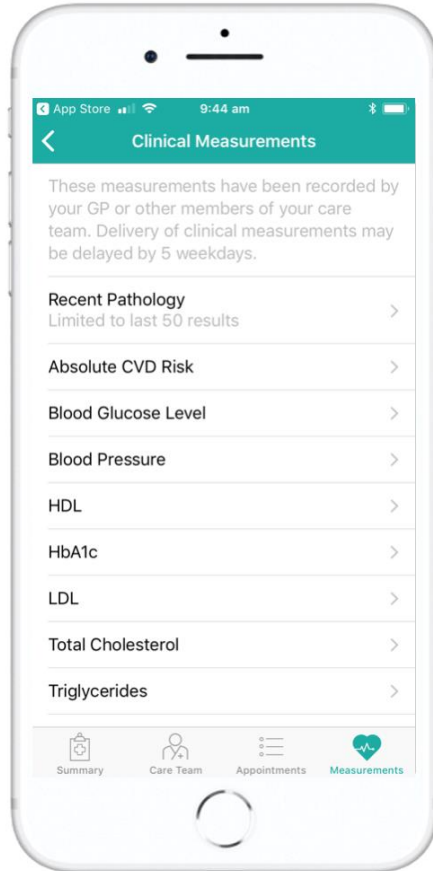 App Store 9:44 am
Clinical Measurements
These measurements have been recorded by
your GP or other members of your care
team. Delivery of clinical measurements may
be delayed by 5 weekdays.
Recent Pathology
Limited to last 50 results
Absolute CVD Risk
Blood Glucose Level
Blood Pressure
HDL
HbA1c
LDL
Total Cholesterol
Triglycerides
Summary Care Team Appointments Measurements